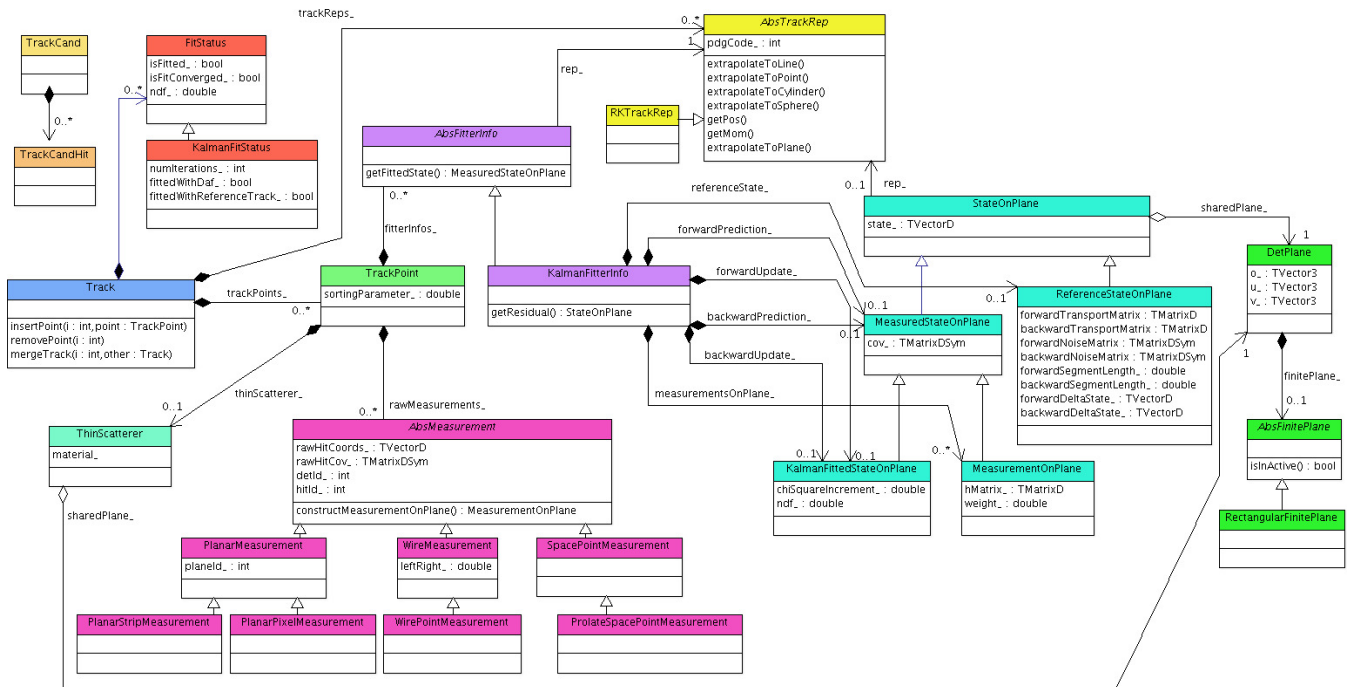 trackReps_
0..*
AbsTrackRep
pdgCode_ : int
extrapolateToLine()
extrapolateToPoint()
extrapolateToCylinder()
extrapolateToSphere()
getPos()
getMom()
extrapolateToPlane()
TrackCand
0..*
TrackCandHit
FitStatus
isFitted_ : bool
isFitConverged_ : bool
ndf_ : double
0..*
KalmanFitStatus
numIterations_ : int
fittedWithDaf_ : bool
fittedWithReferenceTrack_ : bool
1
rep_
RKTrackRep
AbsFitterInfo
getFittedState() : MeasuredStateOnPlane
0..*
fitterInfos_
referenceState_
0..1
rep_
StateOnPlane
state_ : TVectorD
sharedPlane_
1
DetPlane
o_ : TVector3
u_ : TVector3
v_ : TVector3
1
finitePlane_
0..1
AbsFinitePlane
isInActive() : bool
RectangularFinitePlane
Track
insertPoint(i : int,point : TrackPoint)
removePoint(i : int)
mergeTrack(i : int,other : Track)
trackPoints_
0..*
TrackPoint
sortingParameter_ : double
KalmanFitterInfo
getResidual() : StateOnPlane
forwardPrediction_
forwardUpdate_
backwardPrediction_
backwardUpdate_
measurementsOnPlane_
0..1
0..1
MeasuredStateOnPlane
cov_ : TMatrixDSym
0..1
ReferenceStateOnPlane
forwardTransportMatrix : TMatrixD
backwardTransportMatrix : TMatrixD
forwardNoiseMatrix : TMatrixDSym
backwardNoiseMatrix : TMatrixDSym
forwardSegmentLength_ : double
backwardSegmentLength_ : double
forwardDeltaState_ : TVectorD
backwardDeltaState_ : TVectorD
thinScatterer_
0..1
ThinScatterer
material_
sharedPlane_
rawMeasurements_
0..*
AbsMeasurement
rawHitCoords_ : TVectorD
rawHitCov_ : TMatrixDSym
detId_ : int
hitId_ : int
constructMeasurementOnPlane() : MeasurementOnPlane
0..1
0..1
KalmanFittedStateOnPlane
chiSquareIncrement_ : double
ndf_ : double
0..*
MeasurementOnPlane
hMatrix_ : TMatrixD
weight_ : double
PlanarMeasurement
planeId_ : int
WireMeasurement
leftRight_ : double
SpacePointMeasurement
PlanarStripMeasurement
PlanarPixelMeasurement
WirePointMeasurement
ProlateSpacePointMeasurement